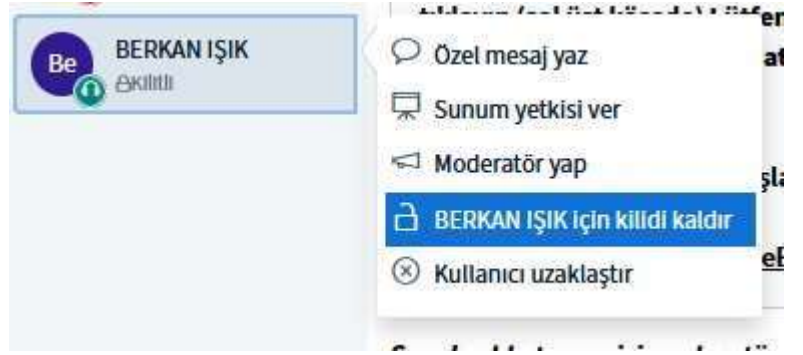 Be
BERKAN IŞIK
Kilitli
Özel mesaj yaz
Sunum yetkisi ver
Moderatör yap
BERKAN IŞIK için kilidi kaldır
Kullanıcı uzaklaştır